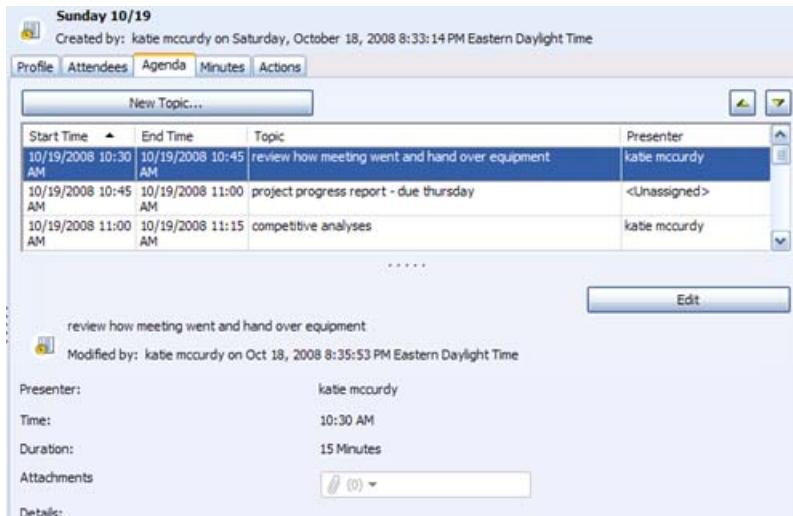 Sunday 10/19
Created by: katie mccurdy on Saturday, October 18, 2008 8:33:14 PM Eastern Daylight Time
Profile Attendees Agenda Minutes Actions
New Topic...
Start Time End Time Topic Presenter
10/19/2008 10:30 10/19/2008 10:45 review how meeting went and hand over equipment katie mccurdy
AM AM
10/19/2008 10:45 10/19/2008 11:00 project progress report - due thursday <Unassigned>
AM AM
10/19/2008 11:00 10/19/2008 11:15 competitive analyses katie mccurdy
AM AM
Edit
review how meeting went and hand over equipment
Modified by: katie mccurdy on Oct 18, 2008 8:35:53 PM Eastern Daylight Time
Presenter: katie mccurdy
Time: 10:30 AM
Duration: 15 Minutes
Attachments (0)
Details: